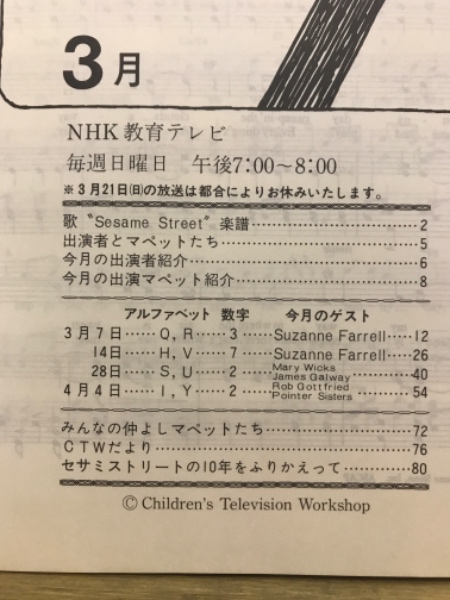 3月
NHK 教育テレビ
毎週日曜日 午後7:00〜8:00
※3月21日(日)の放送は都合によりお休みいたします。
歌〝Sesame Street〞楽譜……………………………2
出演者とマペットたち……………………………5
今月の出演者紹介……………………………6
今月の出演マペット紹介……………………………8
アルファベット 数字 今月のゲスト
3月7日……Q, R……3……Suzanne Farrell……12
14日……H, V……7……Suzanne Farrell……26
28日……S, U……2……Mary Wicks James Galway……40
4月4日……I, Y……2……Rob Gottfried Pointer Sisters……54
みんなの仲よしマペットたち……………………………72
CTWだより……………………………76
セサミストリートの10年をふりかえって…………80
© Children's Television Workshop